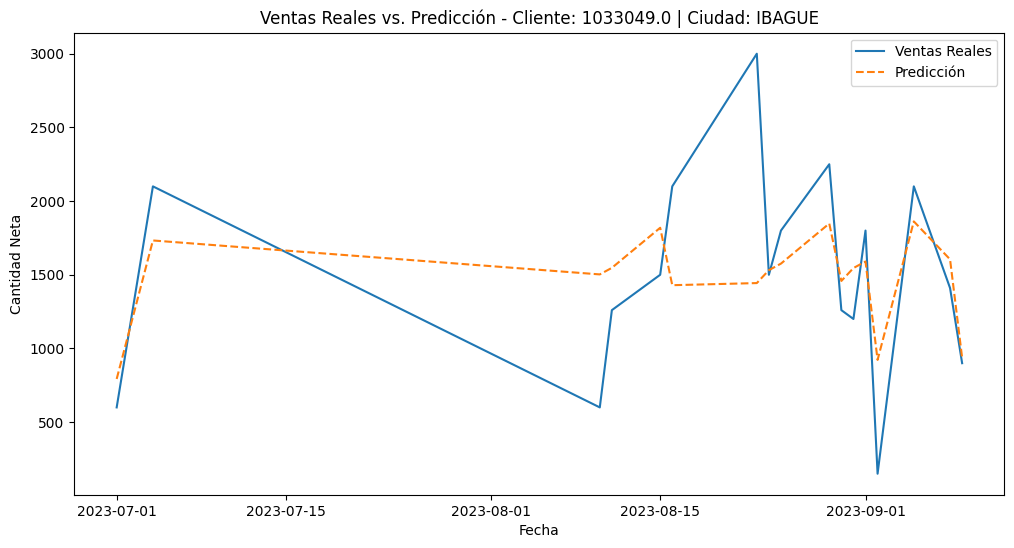 Ventas Reales vs. Predicción - Cliente: 1033049.0 | Ciudad: IBAGUE
Ventas Reales
Predicción
Cantidad Neta
3000
2500
2000
1500
1000
500
2023-07-01
2023-07-15
2023-08-01
2023-08-15
2023-09-01
Fecha